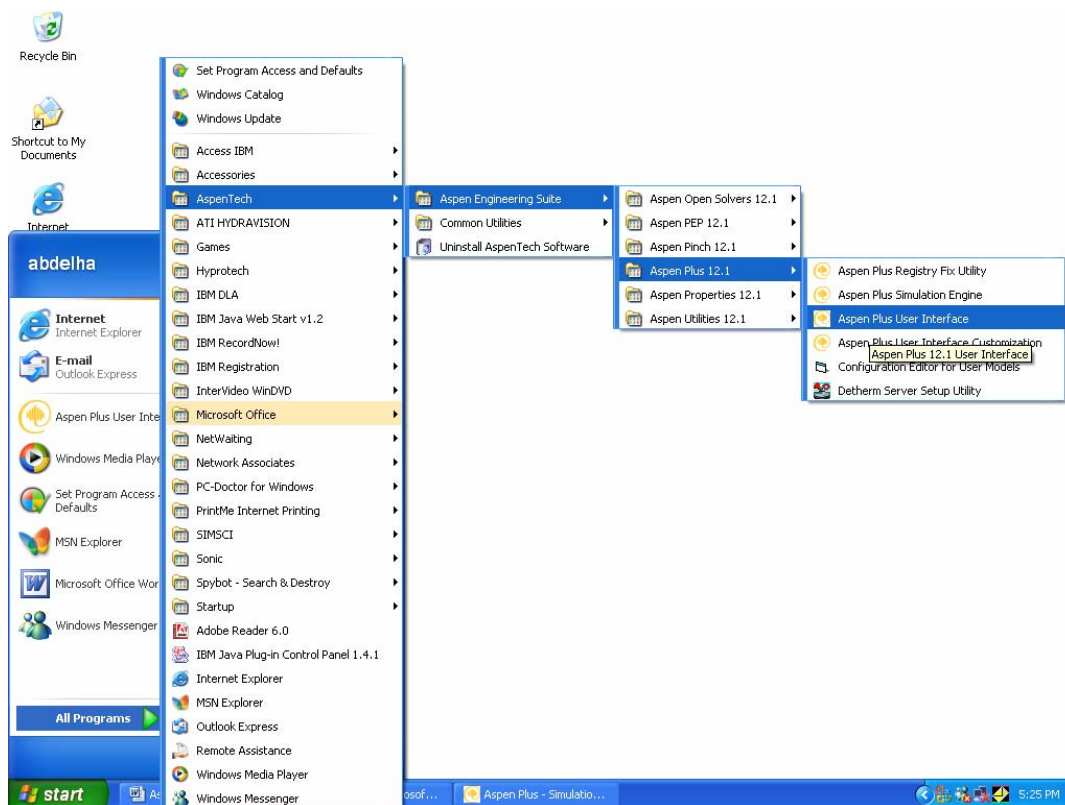 Recycle Bin
Shortcut to My
Documents
Internet
abdelha
Internet
Internet Explorer
E-mail
Outlook Express
Aspen Plus User Inte
Windows Media Playe
Set Program Access
Defaults
MSN Explorer
Microsoft Office Wor
Windows Messenger
All Programs
Set Program Access and Defaults
Windows Catalog
Windows Update
Access IBM
Accessories
AspenTech
ATI HYDRAVISION
Games
Hyprotech
IBM DLA
IBM Java Web Start v1.2
IBM RecordNow!
IBM Registration
InterVideo WinDVD
Microsoft Office
NetWaiting
Network Associates
PC-Doctor for Windows
PrintMe Internet Printing
SIMSCI
Sonic
Spybot - Search & Destroy
Startup
Adobe Reader 6.0
IBM Java Plug-in Control Panel 1.4.1
Internet Explorer
MSN Explorer
Outlook Express
Remote Assistance
Windows Media Player
Windows Messenger
Aspen Engineering Suite
Common Utilities
Uninstall AspenTech Software
Aspen Open Solvers 12.1
Aspen PEP 12.1
Aspen Pinch 12.1
Aspen Plus 12.1
Aspen Properties 12.1
Aspen Utilities 12.1
Aspen Plus Registry Fix Utility
Aspen Plus Simulation Engine
Aspen Plus User Interface
Aspen Plus User Interface Customization
Aspen Plus 12.1 User Interface
Configuration Editor for User Models
Detherm Server Setup Utility
start
As
osof...
Aspen Plus - Simulatio...
5:25 PM